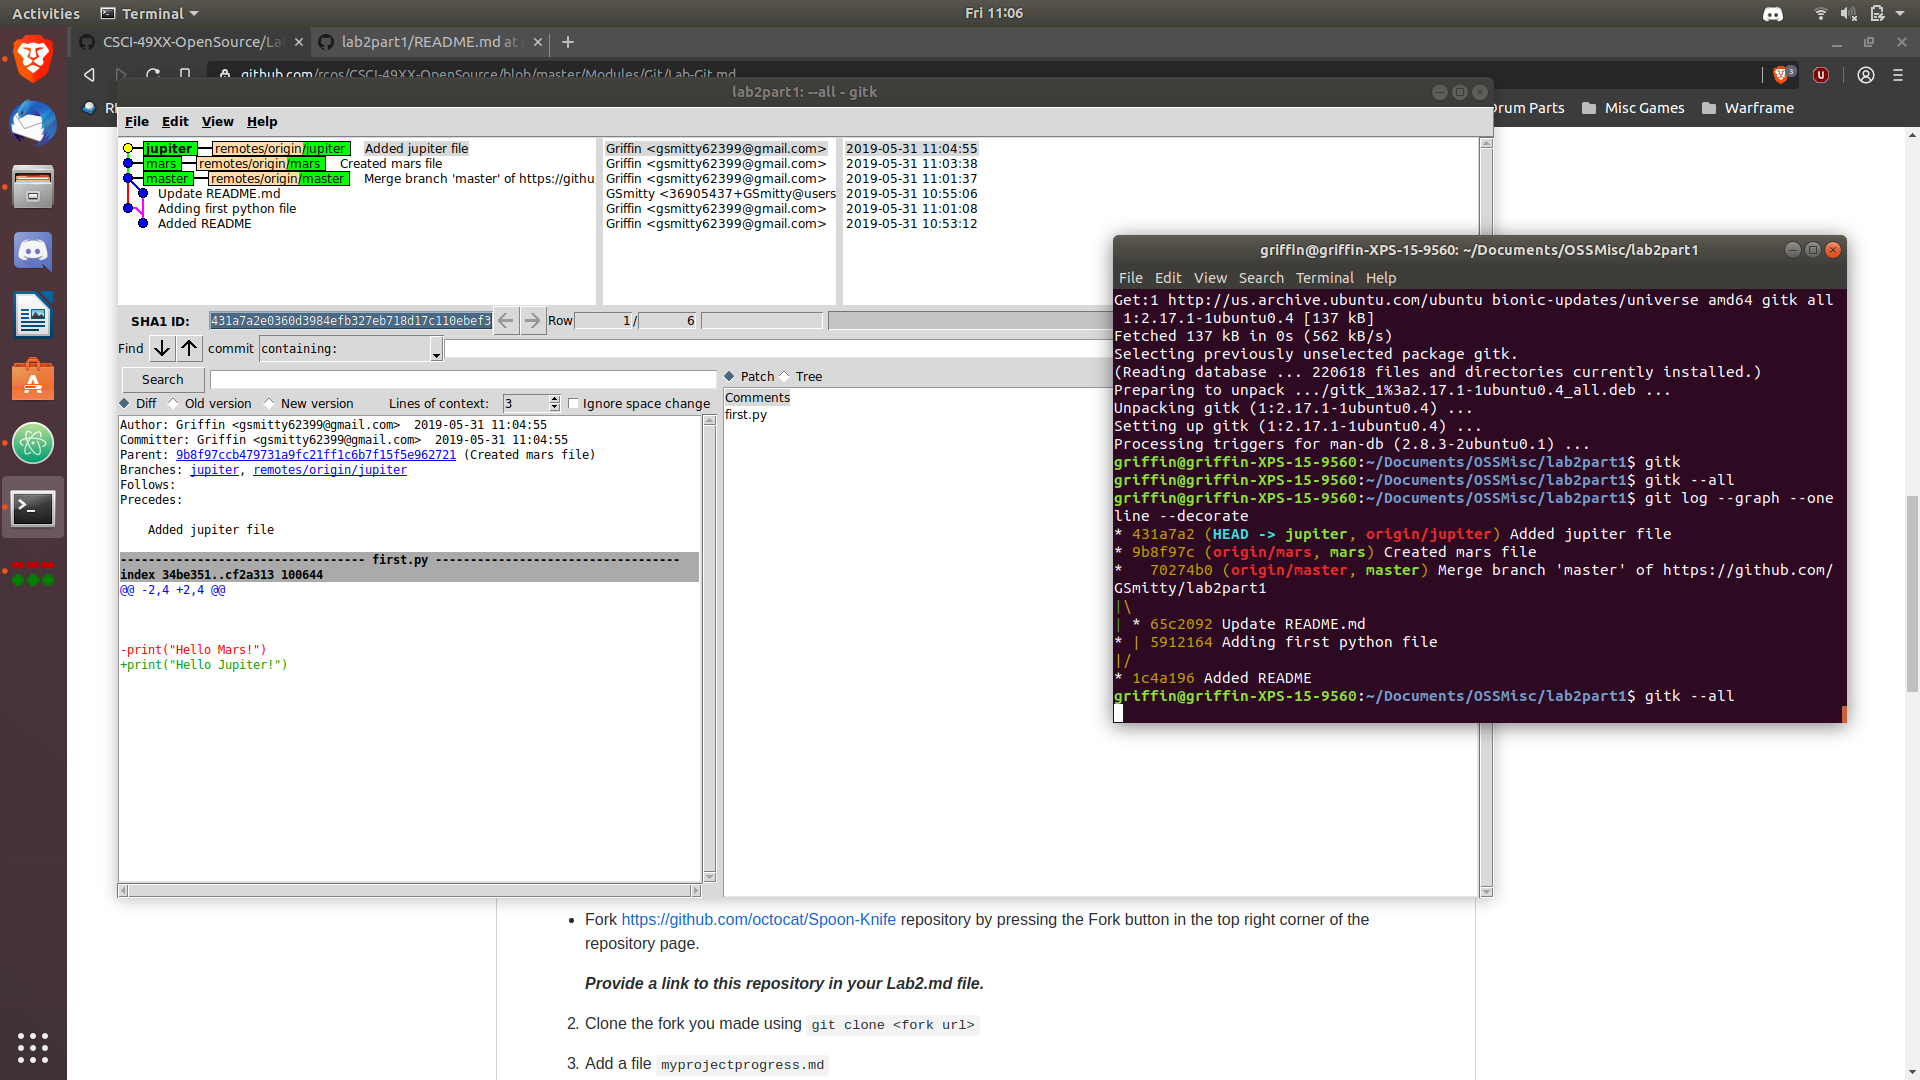 Activities
Terminal
Fri 11:06
CSCI-49XX-OpenSource/La
lab2part1/README.md at
github.com/rcos/CSCI-49XX-OpenSource/blob/master/Modules/Git/Lab-Git.md
3
rum Parts
Misc Games
Warframe
lab2part1: --all - gitk
File Edit View Help
jupiter remotes/origin/jupiter Added jupiter file Griffin <gsmitty62399@gmail.com> 2019-05-31 11:04:55
mars remotes/origin/mars Created mars file Griffin <gsmitty62399@gmail.com> 2019-05-31 11:03:38
master remotes/origin/master Merge branch 'master' of https://githu Griffin <gsmitty62399@gmail.com> 2019-05-31 11:01:37
Update README.md GSmitty <36905437+GSmitty@users 2019-05-31 10:55:06
Adding first python file Griffin <gsmitty62399@gmail.com> 2019-05-31 11:01:08
Added README Griffin <gsmitty62399@gmail.com> 2019-05-31 10:53:12
SHA1 ID: 431a7a2e0360d3984efb327eb718d17c110ebef3 Row 1 / 6
Find commit containing:
Search
Patch Tree
Diff Old version New version Lines of context: 3 Ignore space change
Comments
first.py
Author: Griffin <gsmitty62399@gmail.com> 2019-05-31 11:04:55
Committer: Griffin <gsmitty62399@gmail.com> 2019-05-31 11:04:55
Parent: 9b8f97ccb479731a9fc21ff1c6b7f15f5e962721 (Created mars file)
Branches: jupiter, remotes/origin/jupiter
Follows:
Precedes:
Added jupiter file
----------------------------------- first.py -----------------------------------
index 34be351..cf2a313 100644
@@ -2,4 +2,4 @@
-print("Hello Mars!")
+print("Hello Jupiter!")
griffin@griffin-XPS-15-9560: ~/Documents/OSSMisc/lab2part1
File Edit View Search Terminal Help
Get:1 http://us.archive.ubuntu.com/ubuntu bionic-updates/universe amd64 gitk all
1:2.17.1-1ubuntu0.4 [137 kB]
Fetched 137 kB in 0s (562 kB/s)
Selecting previously unselected package gitk.
(Reading database ... 220618 files and directories currently installed.)
Preparing to unpack .../gitk_1%3a2.17.1-1ubuntu0.4_all.deb ...
Unpacking gitk (1:2.17.1-1ubuntu0.4) ...
Setting up gitk (1:2.17.1-1ubuntu0.4) ...
Processing triggers for man-db (2.8.3-2ubuntu0.1) ...
griffin@griffin-XPS-15-9560:~/Documents/OSSMisc/lab2part1$ gitk
griffin@griffin-XPS-15-9560:~/Documents/OSSMisc/lab2part1$ gitk --all
griffin@griffin-XPS-15-9560:~/Documents/OSSMisc/lab2part1$ git log --graph --one
line --decorate
* 431a7a2 (HEAD -> jupiter, origin/jupiter) Added jupiter file
* 9b8f97c (origin/mars, mars) Created mars file
*   70274b0 (origin/master, master) Merge branch 'master' of https://github.com/
GSmitty/lab2part1
|\
| * 65c2092 Update README.md
* | 5912164 Adding first python file
|/
* 1c4a196 Added README
griffin@griffin-XPS-15-9560:~/Documents/OSSMisc/lab2part1$ gitk --all
• Fork https://github.com/octocat/Spoon-Knife repository by pressing the Fork button in the top right corner of the
repository page.
Provide a link to this repository in your Lab2.md file.
2. Clone the fork you made using git clone <fork url>
3. Add a file myprojectprogress.md